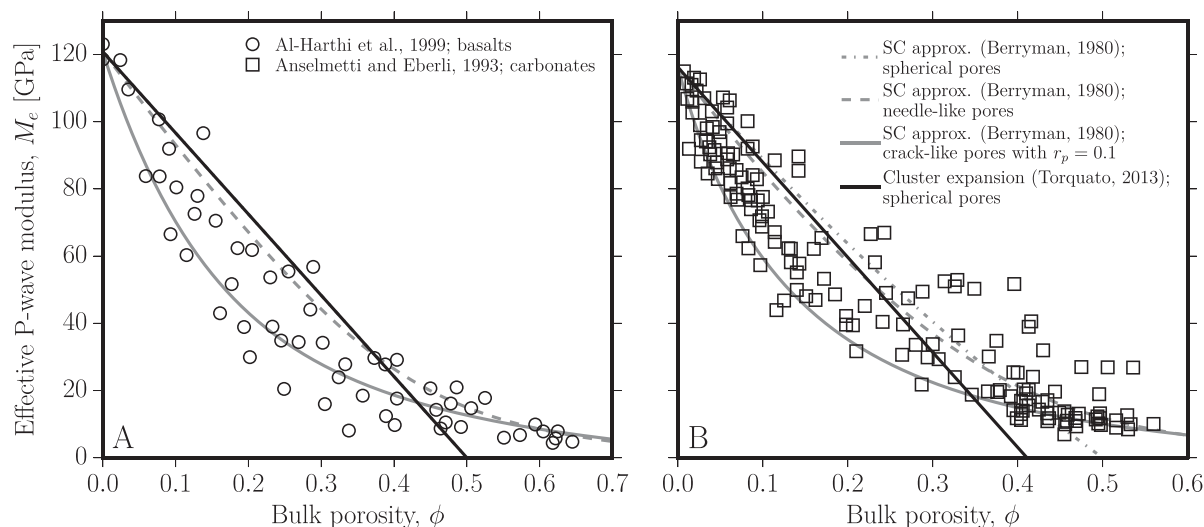 Effective P-wave modulus, M_e [GPa]
120
100
80
60
40
20
0
Al-Harthi et al., 1999; basalts
Anselmetti and Eberli, 1993; carbonates
A
0.0 0.1 0.2 0.3 0.4 0.5 0.6 0.7
Bulk porosity, ϕ
SC approx. (Berryman, 1980);
spherical pores
SC approx. (Berryman, 1980);
needle-like pores
SC approx. (Berryman, 1980);
crack-like pores with r_p = 0.1
Cluster expansion (Torquato, 2013);
spherical pores
B
0.0 0.1 0.2 0.3 0.4 0.5 0.6
Bulk porosity, ϕ